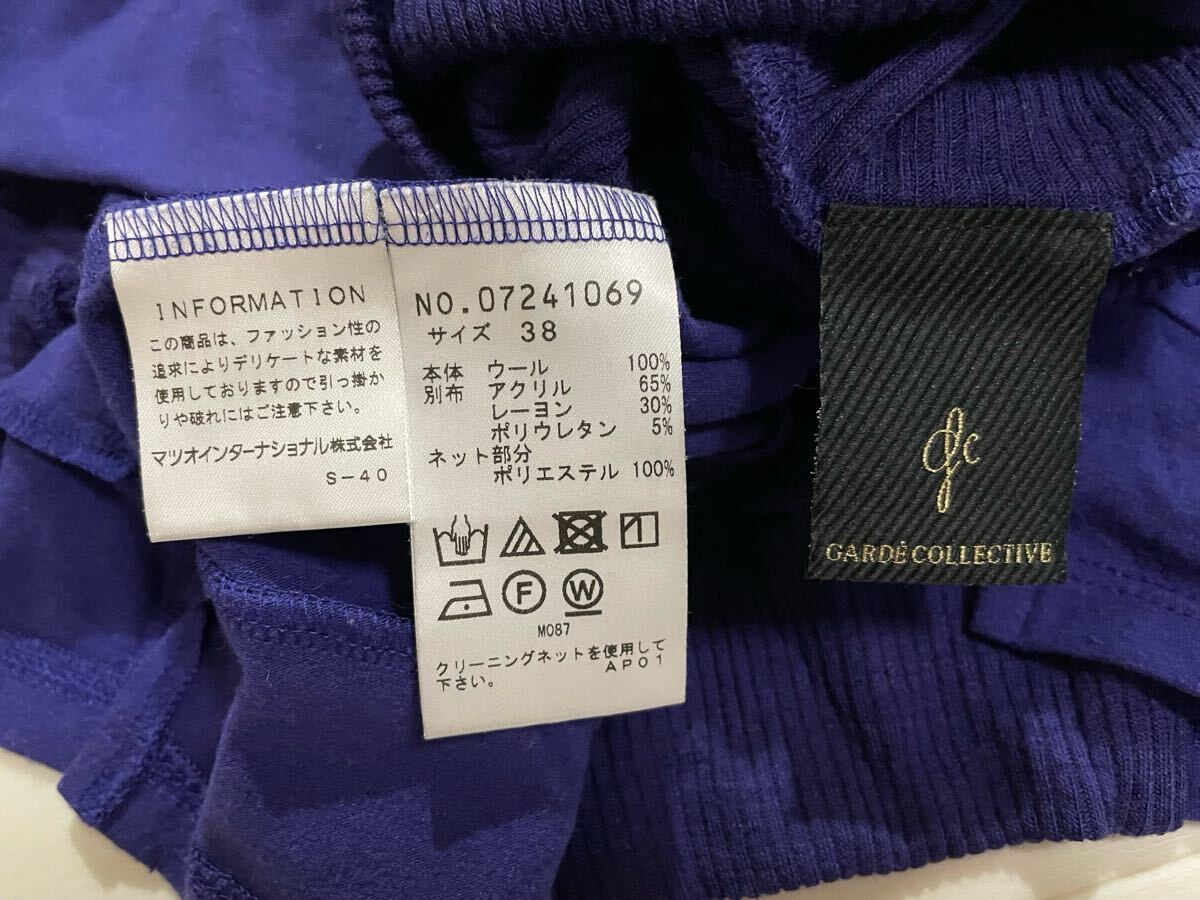 INFORMATION
この商品は、ファッション性の
追求によりデリケートな素材を
使用しておりますので引っ掛か
りや破れにはご注意下さい。
マツオインターナショナル株式会社
S-40
NO.07241069
サイズ 38
本体 ウール 100%
別布 アクリル 65%
レーヨン 30%
ポリウレタン 5%
ネット部分
ポリエステル 100%
F W
M087
クリーニングネットを使用して
下さい。 AP01
gc
GARDÉCOLLECTIVE